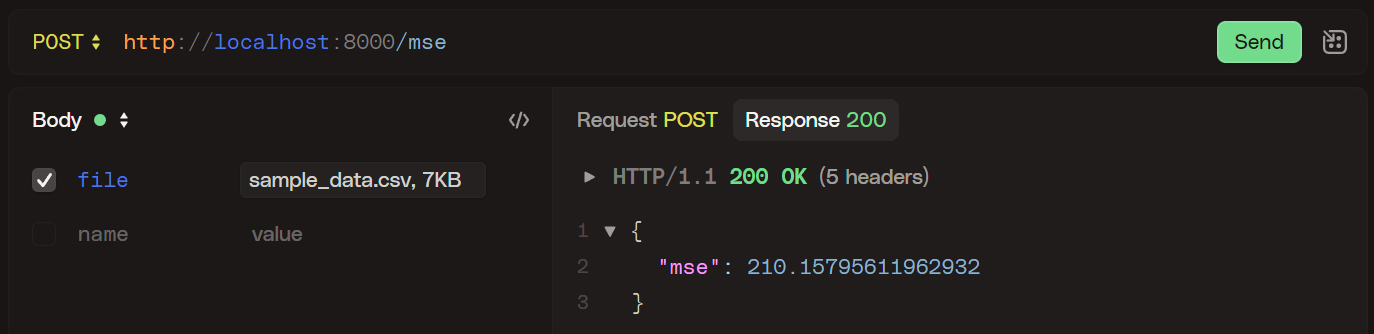 POST http://localhost:8000/mse Send
Body
Request POST Response 200
file sample_data.csv, 7KB
HTTP/1.1 200 OK (5 headers)
name value
1 {
2 "mse": 210.15795611962932
3 }